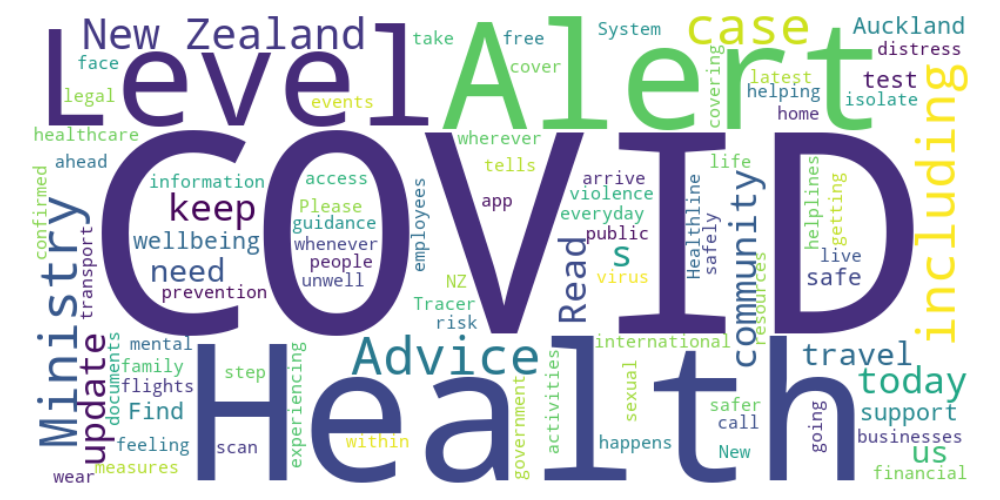 New Zealand
case
Auckland
Level
Alert
face
take
free
System
distress
cover
covering
latest
test
legal
events
helping
isolate
home
including
healthcare
wherever
COVID
ahead
tells
life
confirmed
information
access
arrive
violence
Healthline
community
helplines
getting
Ministry
transport
keep
Please
app
everyday
guidance
employees
public
safely
wellbeing
whenever
Read
s
live
need
people
unwell
NZ
virus
safe
prevention
Tracer
risk
resources
update
documents
mental
experiencing
Advice
international
travel
family
flights
step
Health
activities
sexual
today
Find
government
safer
going
support
feeling
scan
within
happens
call
businesses
us
wear
measures
New
financial